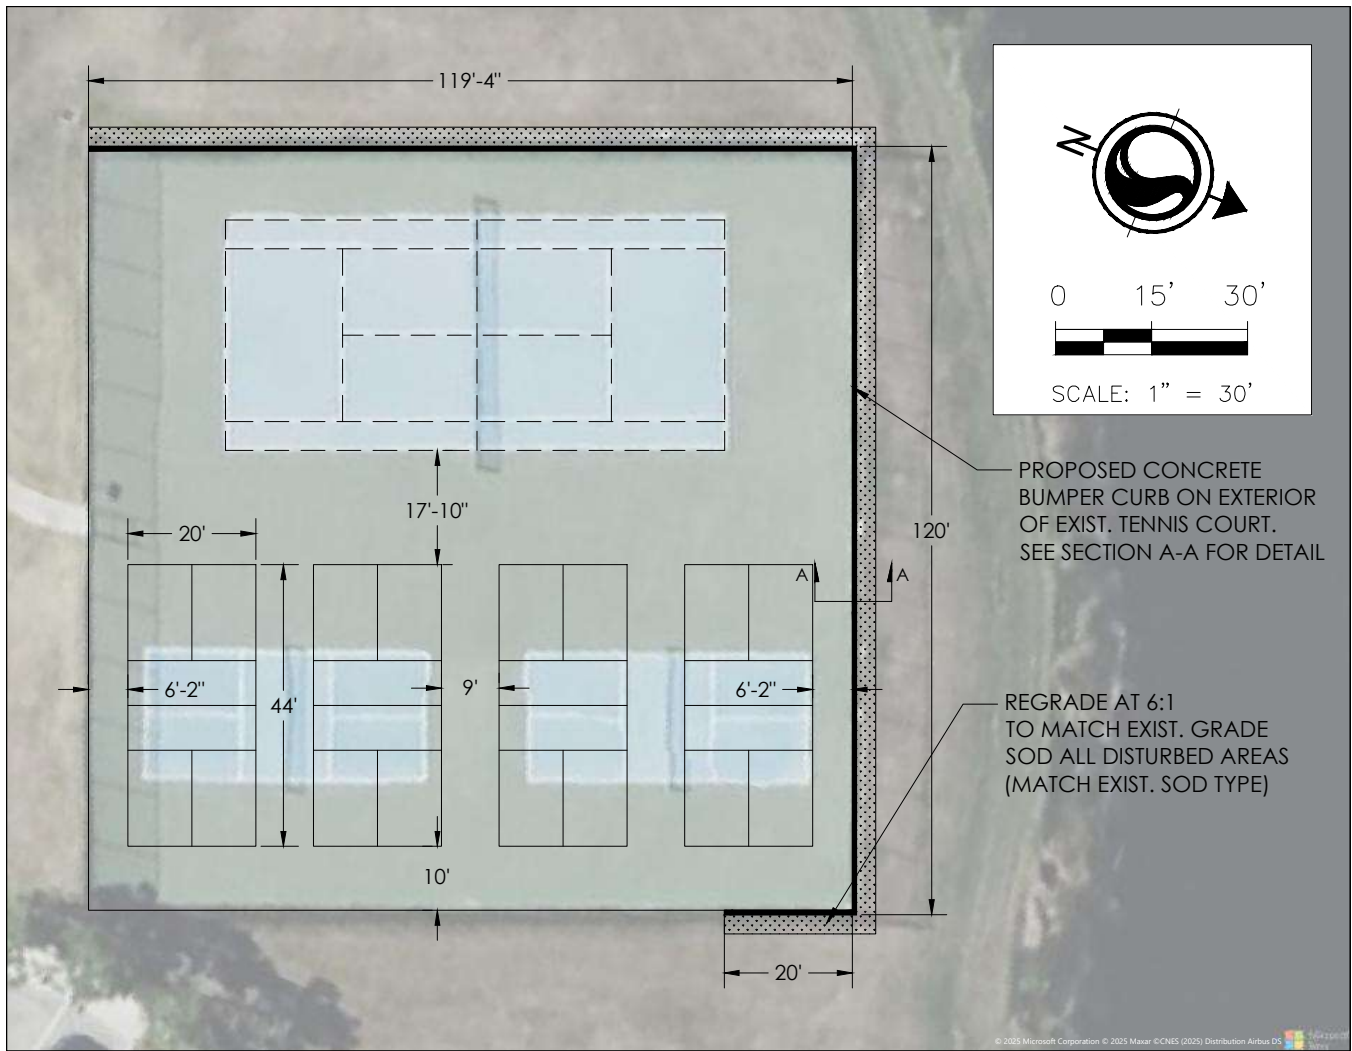 119'-4"
N
0 15' 30'
SCALE: 1" = 30'
PROPOSED CONCRETE
BUMPER CURB ON EXTERIOR
OF EXIST. TENNIS COURT.
SEE SECTION A-A FOR DETAIL
17'-10"
120'
20'
A A
6'-2"
44'
9'
6'-2"
REGRADE AT 6:1
TO MATCH EXIST. GRADE
SOD ALL DISTURBED AREAS
(MATCH EXIST. SOD TYPE)
10'
20'
© 2025 Microsoft Corporation © 2025 Maxar ©CNES (2025) Distribution Airbus DS
Microsoft